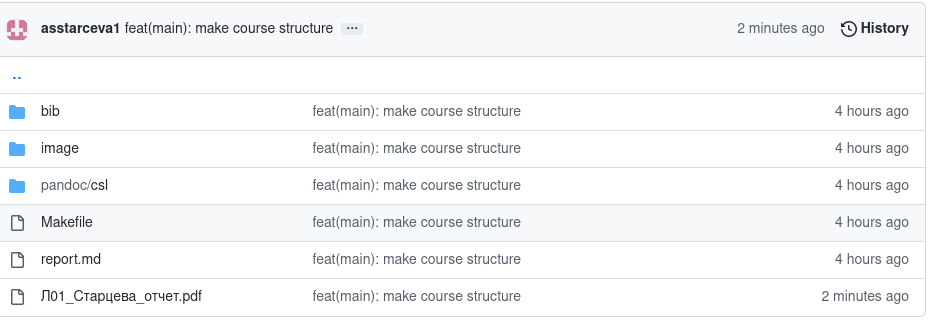 asstarceva1 feat(main): make course structure ... 2 minutes ago History
..
bib feat(main): make course structure 4 hours ago
image feat(main): make course structure 4 hours ago
pandoc/csl feat(main): make course structure 4 hours ago
Makefile feat(main): make course structure 4 hours ago
report.md feat(main): make course structure 4 hours ago
Л01_Старцева_отчет.pdf feat(main): make course structure 2 minutes ago